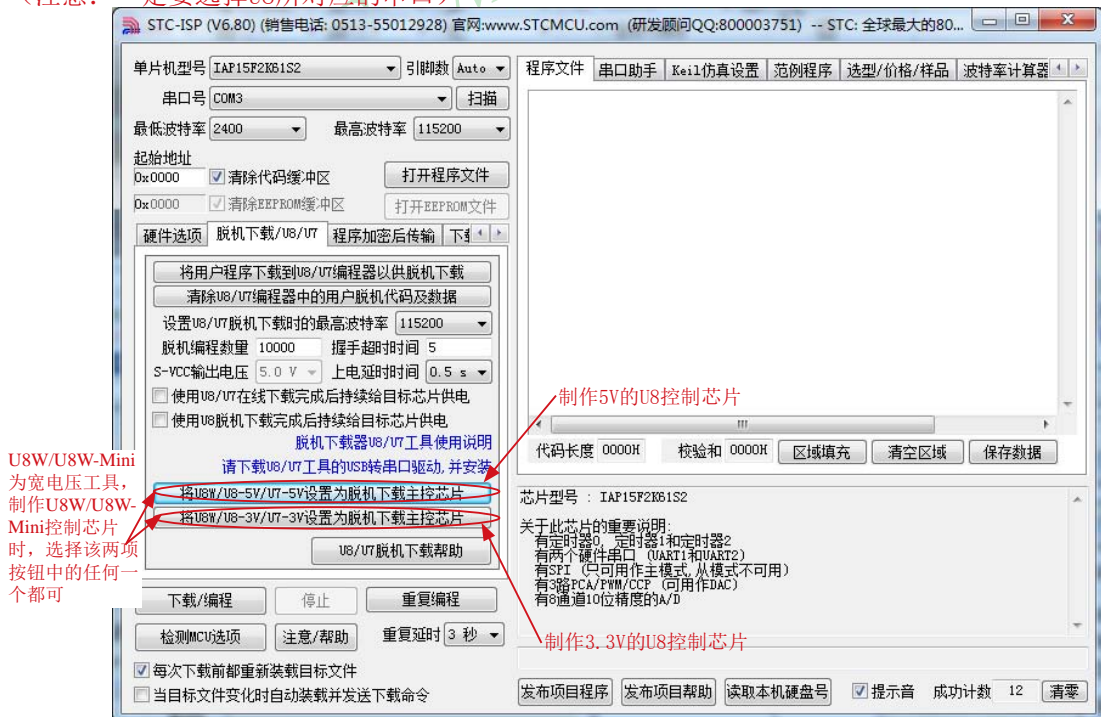 （注意：一定要选择U8所对应的串口）
STC-ISP (V6.80) (销售电话: 0513-55012928) 官网:www.STCMCU.com (研发顾问QQ:800003751) -- STC: 全球最大的80...
单片机型号 IAP15F2K61S2 引脚数 Auto
串口号 COM3 扫描
最低波特率 2400 最高波特率 115200
起始地址
0x0000 清除代码缓冲区 打开程序文件
0x0000 清除EEPROM缓冲区 打开EEPROM文件
硬件选项 脱机下载/U8/U7 程序加密后传输
将用户程序下载到U8/U7编程器以供脱机下载
清除U8/U7编程器中的用户脱机代码及数据
设置U8/U7脱机下载时的最高波特率 115200
脱机编程数量 10000 握手超时时间 5
S-VCC输出电压 5.0 V 上电延时时间 0.5 s
使用U8/U7在线下载完成后持续给目标芯片供电
使用U8脱机下载完成后持续给目标芯片供电
脱机下载器U8/U7工具使用说明
请下载U8/U7工具的USB转串口驱动,并安装
将U8W/U8-5V/U7-5V设置为脱机下载主控芯片
将U8W/U8-3V/U7-3V设置为脱机下载主控芯片
U8/U7脱机下载帮助
下载/编程 停止 重复编程
检测MCU选项 注意/帮助 重复延时 3 秒
每次下载前都重新装载目标文件
当目标文件变化时自动装载并发送下载命令
程序文件 串口助手 Keil仿真设置 范例程序 选型/价格/样品 波特率计算器
代码长度 0000H 校验和 0000H 区域填充 清空区域 保存数据
芯片型号 : IAP15F2K61S2
关于此芯片的重要说明:
有定时器0、定时器1和定时器2
有两个硬件串口 (UART1和UART2)
有SPI (只可用作主模式,从模式不可用)
有3路PCA/PWM/CCP (可用作DAC)
有8通道10位精度的A/D
发布项目程序 发布项目帮助 读取本机硬盘号 提示音 成功计数 12 清零
制作5V的U8控制芯片
制作3.3V的U8控制芯片
U8W/U8W-Mini
为宽电压工具，
制作U8W/U8W-
Mini控制芯片
时，选择该两项
按钮中的任何一
个都可